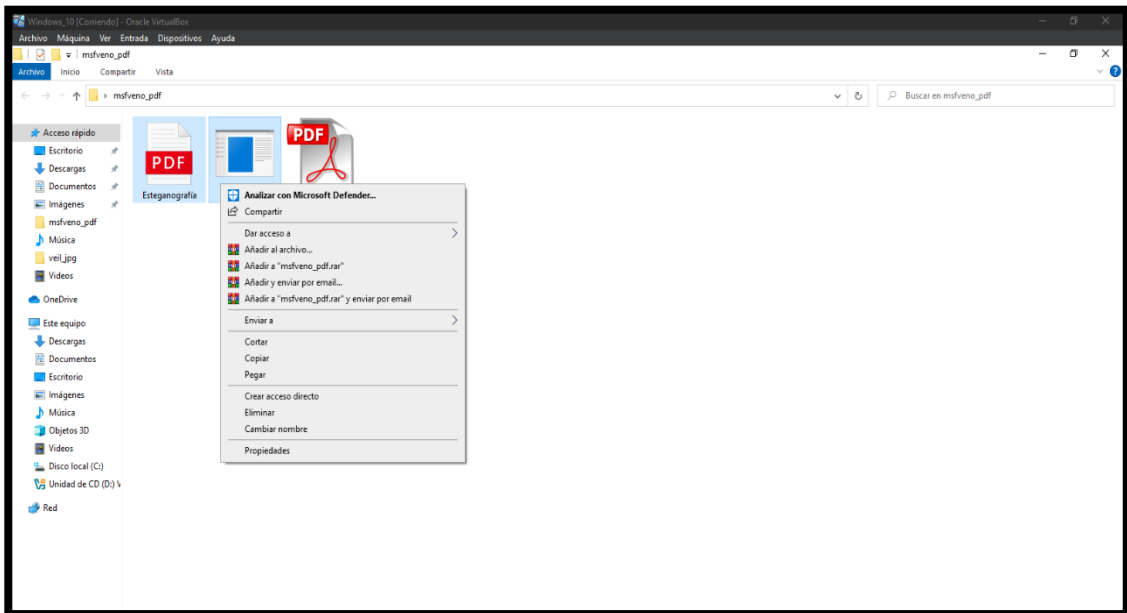 Windows_10 [Corriendo] - Oracle VirtualBox
Archivo Máquina Ver Entrada Dispositivos Ayuda
msfveno_pdf
Archivo Inicio Compartir Vista
msfveno_pdf
Buscar en msfveno_pdf
Acceso rápido
Escritorio
Descargas
Documentos
Imágenes
msfveno_pdf
Música
veil_jpg
Videos
OneDrive
Este equipo
Descargas
Documentos
Escritorio
Imágenes
Música
Objetos 3D
Videos
Disco local (C:)
Unidad de CD (D:) V
Red
PDF
Esteganografía
PDF
Analizar con Microsoft Defender...
Compartir
Dar acceso a
Añadir al archivo...
Añadir a "msfveno_pdf.rar"
Añadir y enviar por email...
Añadir a "msfveno_pdf.rar" y enviar por email
Enviar a
Cortar
Copiar
Pegar
Crear acceso directo
Eliminar
Cambiar nombre
Propiedades